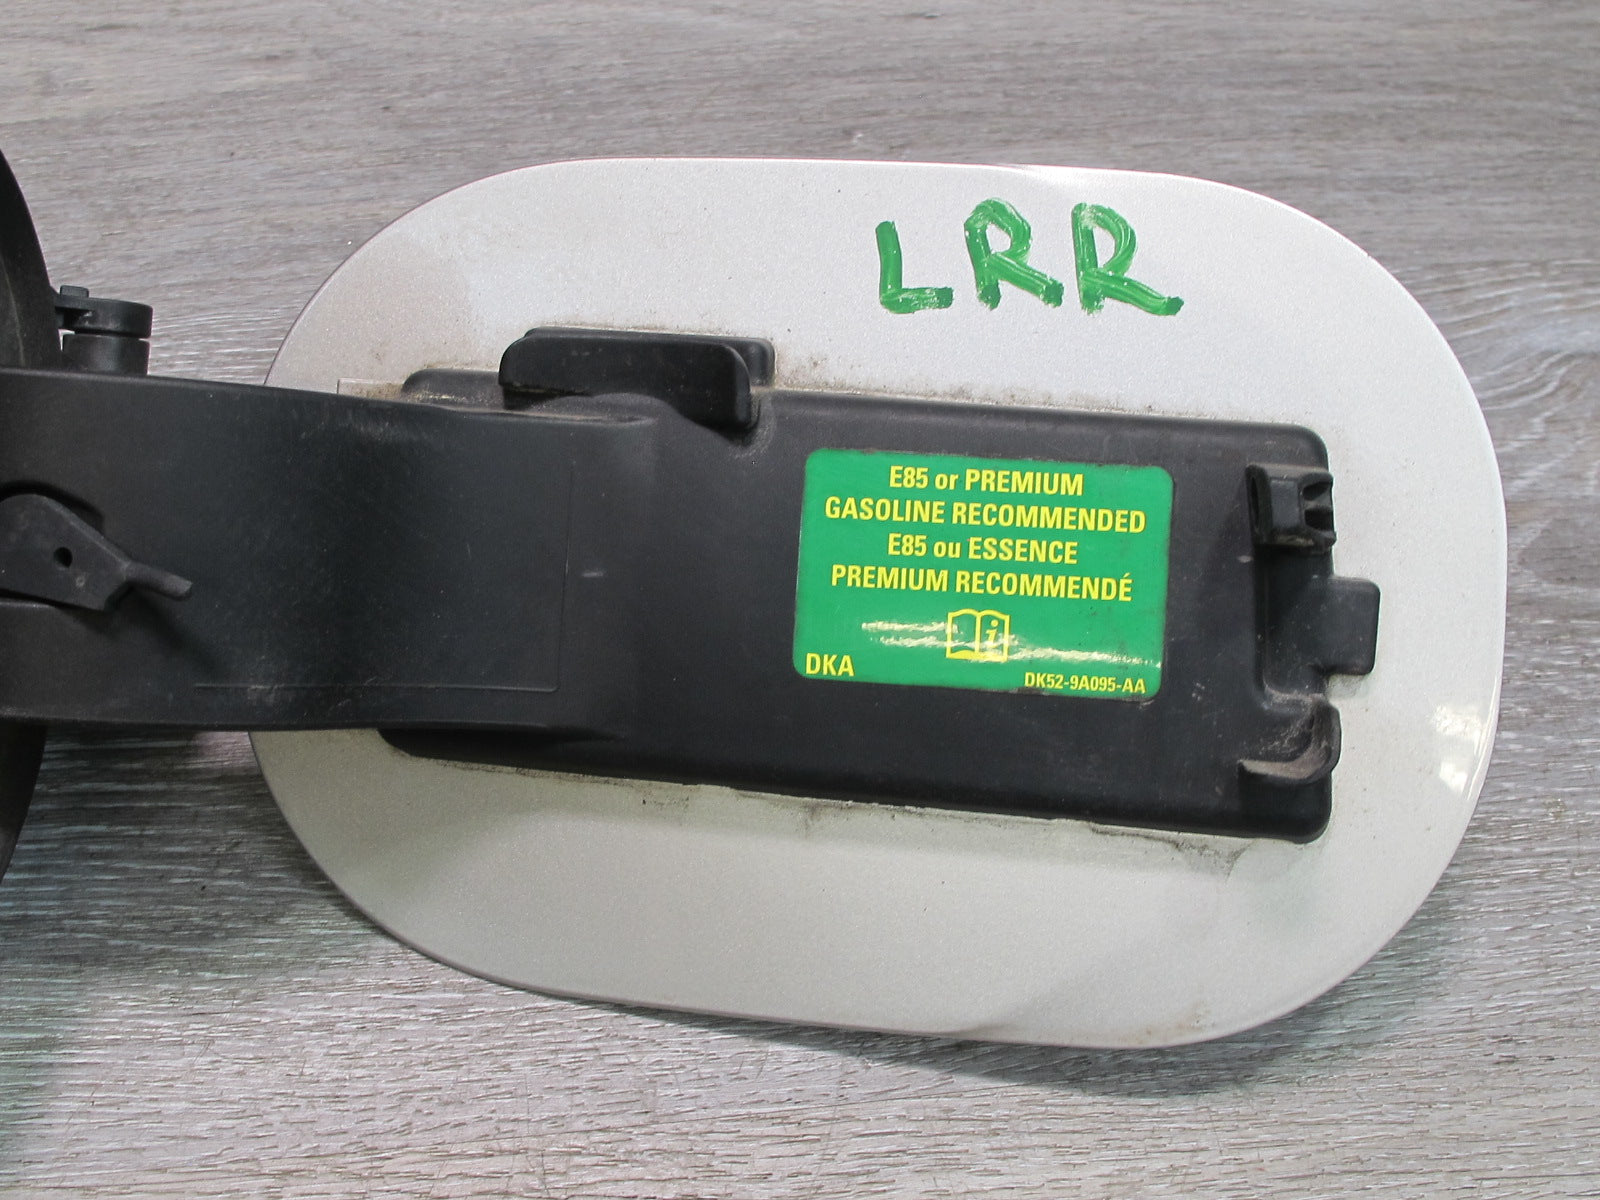 LRR
E85 or PREMIUM
GASOLINE RECOMMENDED
E85 ou ESSENCE
PREMIUM RECOMMENDÉ
i
DKA
DK52-9A095-AA